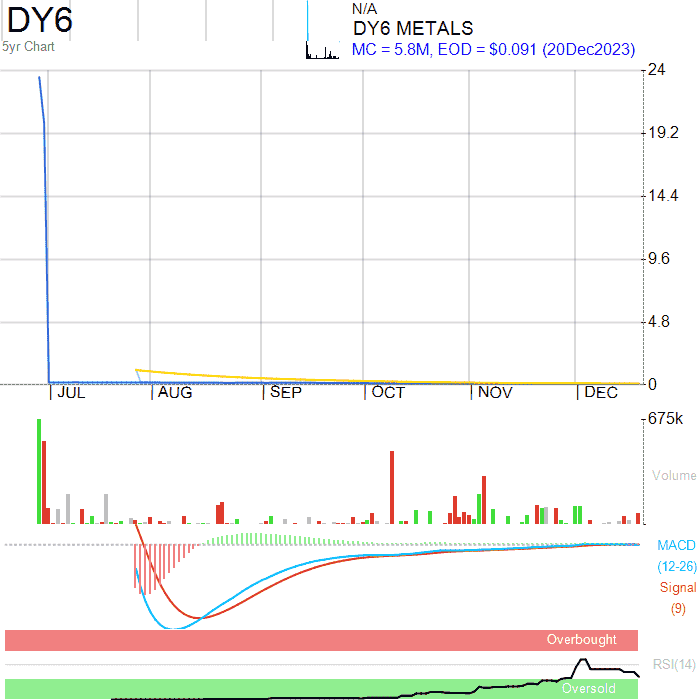 DY6
5yr Chart
N/A
DY6 METALS
MC = 5.8M, EOD = $0.091 (20Dec2023)
24
19.2
14.4
9.6
4.8
0
JUL AUG SEP OCT NOV DEC
675k
Volume
MACD
(12-26)
Signal
(9)
Overbought
RSI(14)
Oversold